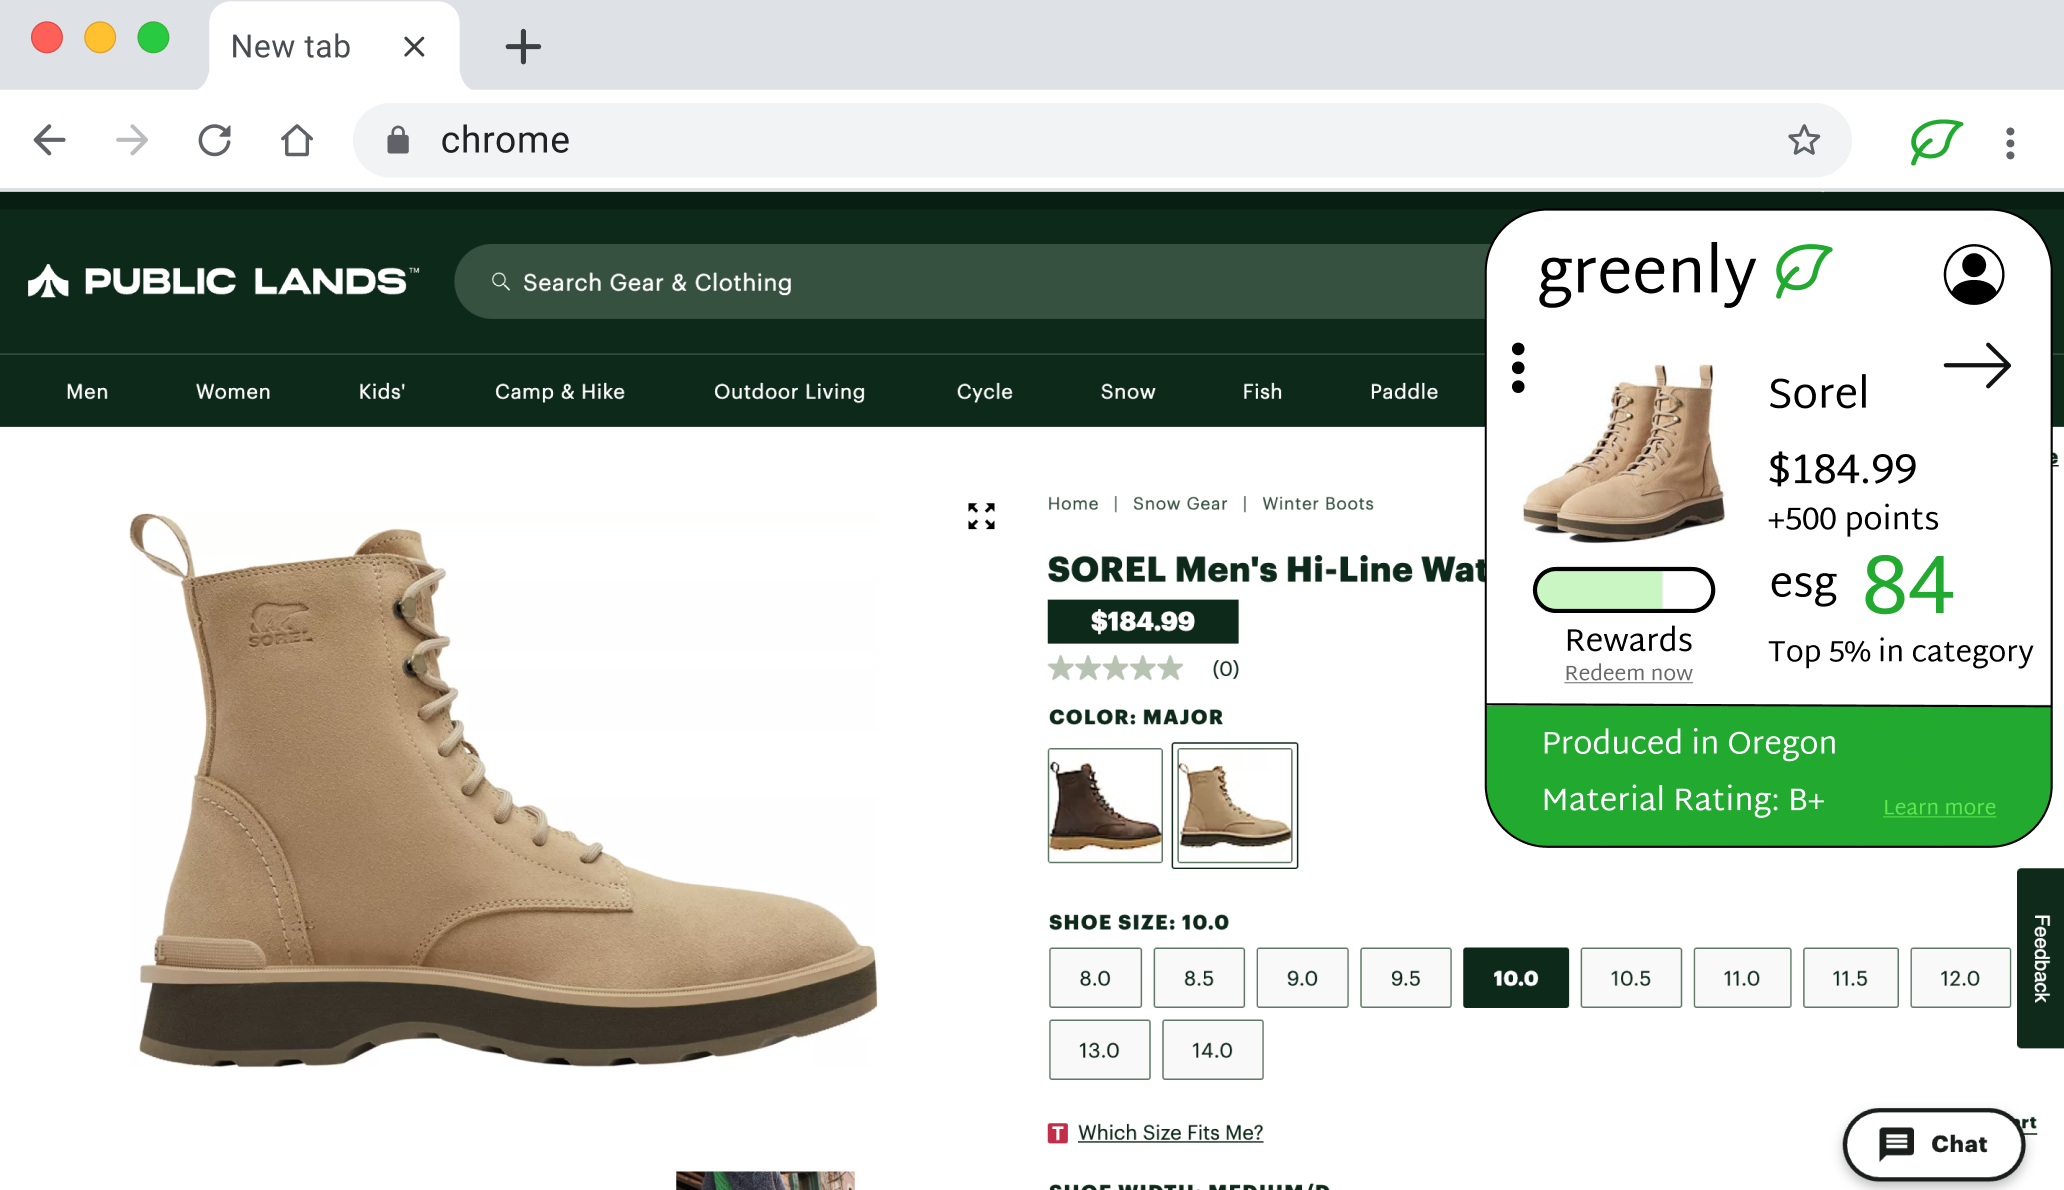 New tab
chrome
PUBLIC LANDS™
Search Gear & Clothing
Men
Women
Kids'
Camp & Hike
Outdoor Living
Cycle
Snow
Fish
Paddle
Home | Snow Gear | Winter Boots
SOREL Men's Hi-Line Wat
$184.99
(0)
COLOR: MAJOR
SHOE SIZE: 10.0
8.0
8.5
9.0
9.5
10.0
10.5
11.0
11.5
12.0
13.0
14.0
T Which Size Fits Me?
SHOE WIDTH: MEDIUM/D
SOREL
greenly
Sorel
$184.99
+500 points
esg 84
Top 5% in category
Rewards
Redeem now
Produced in Oregon
Material Rating: B+
Learn more
Feedback
Chat